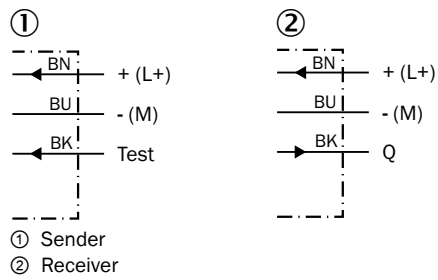 ① ②
BN + (L+) BN + (L+)
BU - (M) BU - (M)
BK Test BK Q
① Sender
② Receiver